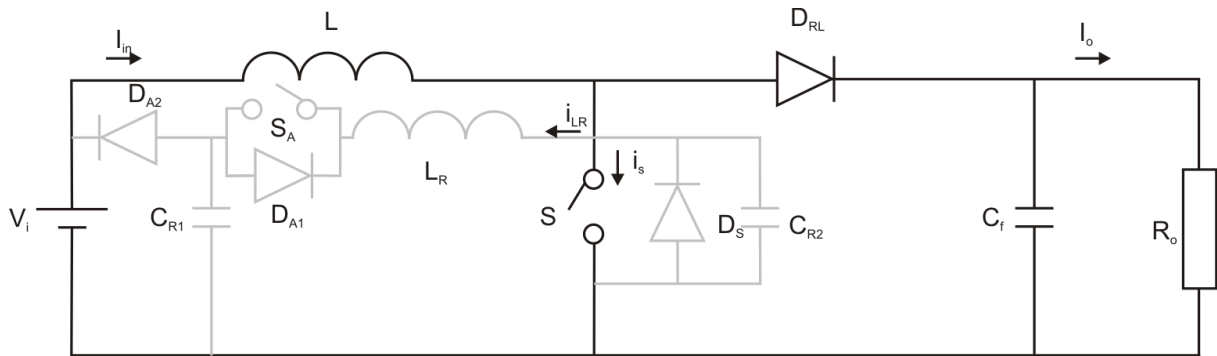 L
D_RL
I_in
I_o
D_A2
S_A
i_LR
L_R
i_s
V_i
C_R1
D_A1
S
D_S
C_R2
C_f
R_o